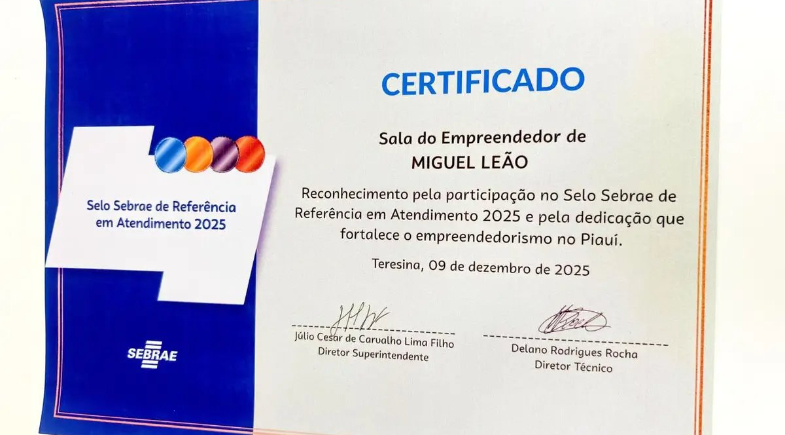 CERTIFICADO
Sala do Empreendedor de
MIGUEL LEÃO
Reconhecimento pela participação no Selo Sebrae de
Referência em Atendimento 2025 e pela dedicação que
fortalece o empreendedorismo no Piauí.
Teresina, 09 de dezembro de 2025
Júlio Cesar de Carvalho Lima Filho
Diretor Superintendente
Delano Rodrigues Rocha
Diretor Técnico
Selo Sebrae de Referência
em Atendimento 2025
SEBRAE